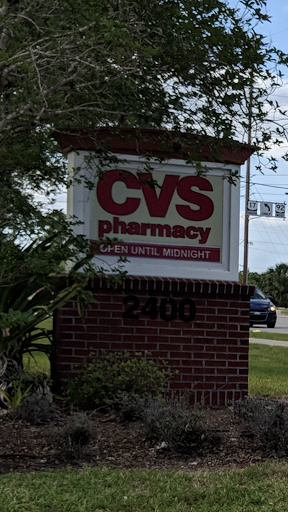 CVS
pharmacy
OPEN UNTIL MIDNIGHT
2400